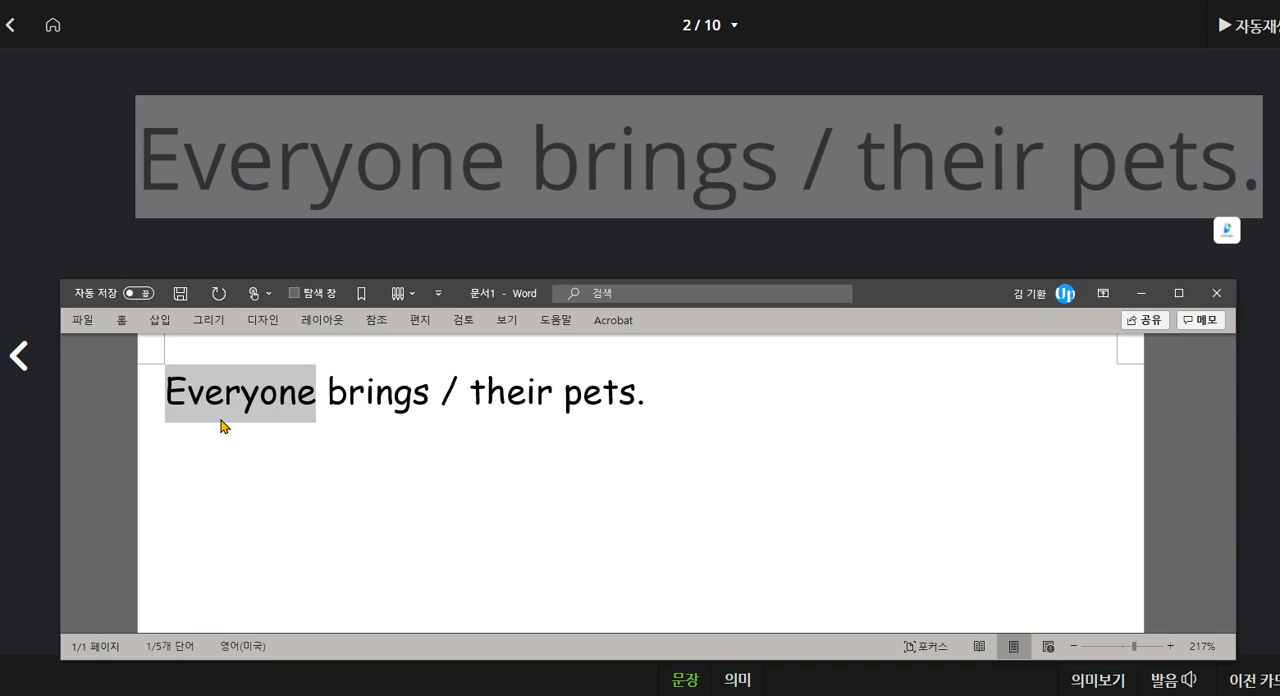 2 / 10
▶ 자동재생
Everyone brings / their pets.
자동 저장 끔 탐색 창 문서1 - Word 검색 김 기환 Up
파일 홈 삽입 그리기 디자인 레이아웃 참조 편지 검토 보기 도움말 Acrobat 공유 메모
Everyone brings / their pets.
1/1 페이지 1/5개 단어 영어(미국) 포커스 217%
문장 의미 의미보기 발음 이전 카드